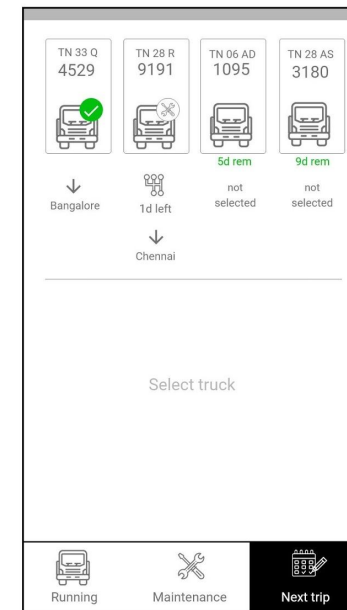 TN 33 Q
4529
TN 28 R
9191
TN 06 AD
1095
TN 28 AS
3180
5d rem
9d rem
Bangalore
1d left
Chennai
not
selected
not
selected
Select truck
Running
Maintenance
Next trip